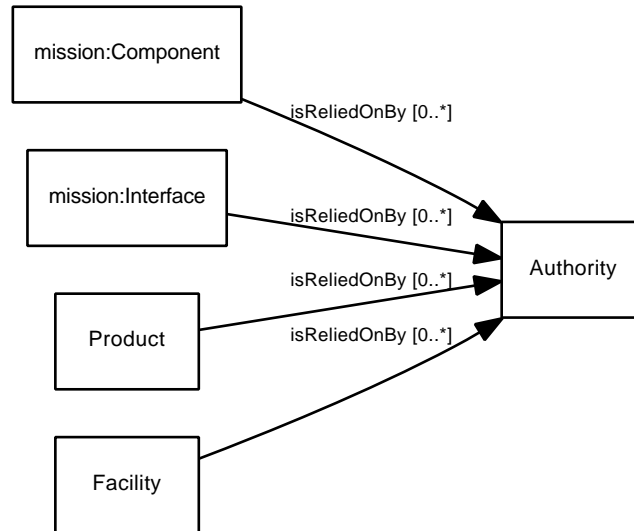 mission:Component
isReliedOnBy [0..*]
mission:Interface
isReliedOnBy [0..*]
Authority
isReliedOnBy [0..*]
Product
isReliedOnBy [0..*]
Facility